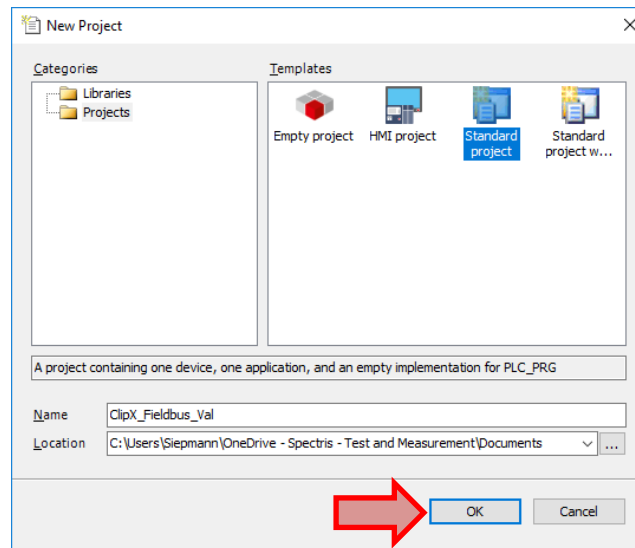 New Project
Categories
Libraries
Projects
Templates
Empty project
HMI project
Standard
project
Standard
project w...
A project containing one device, one application, and an empty implementation for PLC_PRG
Name
ClipX_Fieldbus_Val
Location
C:\Users\Siepmann\OneDrive - Spectris - Test and Measurement\Documents
...
OK
Cancel